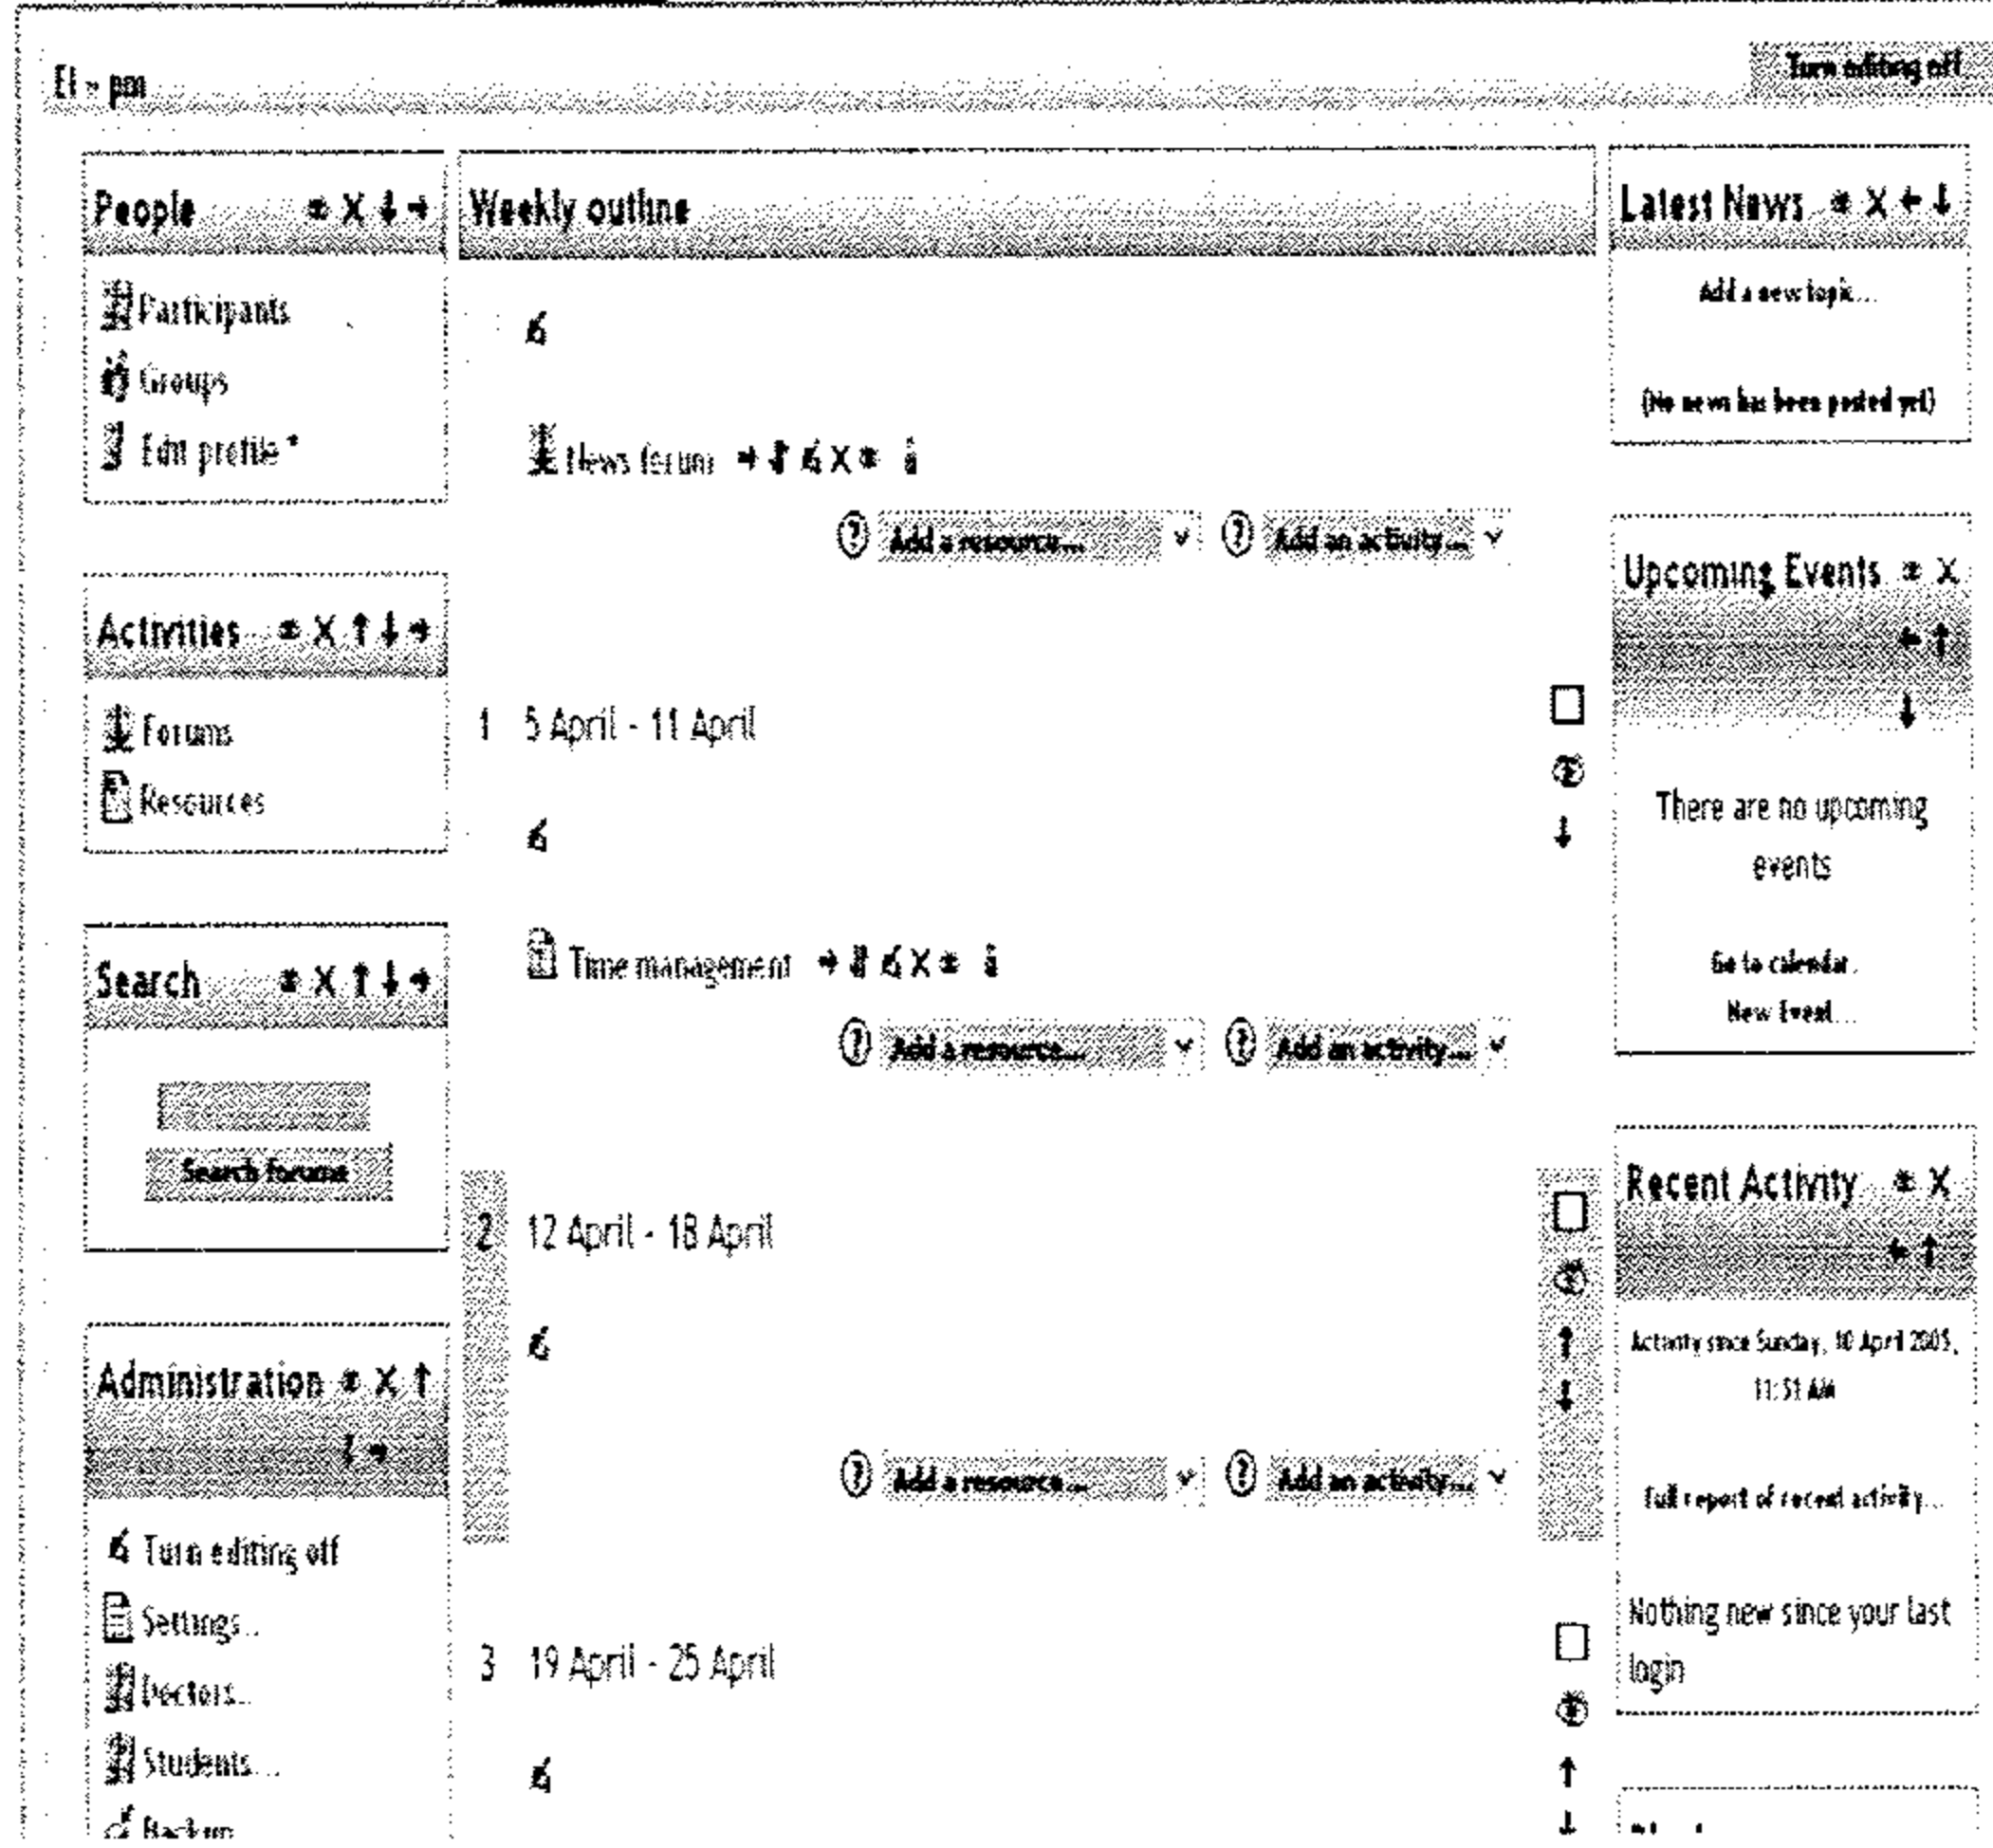 El » pm
Turn editing off
People
Participants
Groups
Edit profile *
Activities
Forums
Resources
Search
Search forums
Administration
Turn editing off
Settings...
Doctors...
Students...
Backup
Weekly outline
News forum
? Add a resource... ? Add an activity...
1 5 April - 11 April
Time management
? Add a resource... ? Add an activity...
2 12 April - 18 April
? Add a resource... ? Add an activity...
3 19 April - 25 April
Latest News
Add a new topic...
(No news has been posted yet)
Upcoming Events
There are no upcoming
events
Go to calendar.
New Event...
Recent Activity
Activity since Sunday, 10 April 2005,
11:51 AM
Full report of recent activity...
Nothing new since your last
login